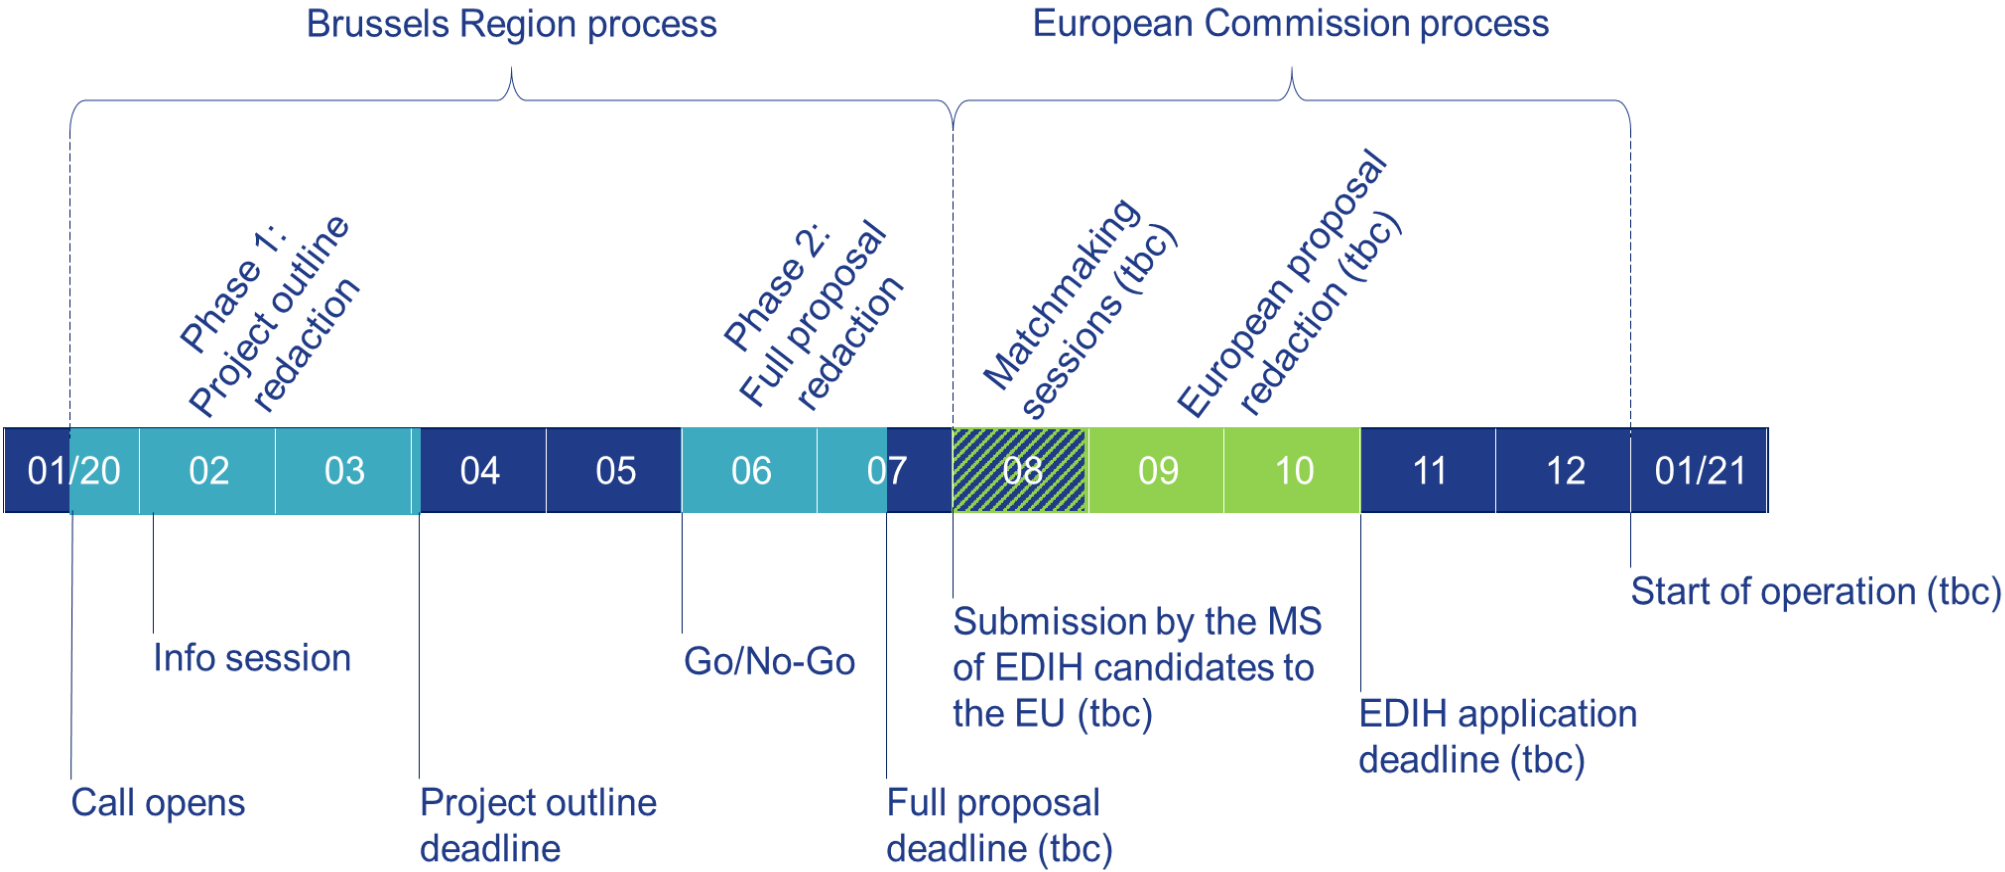 Brussels Region process
European Commission process
Phase 1:
Project outline
redaction
Phase 2:
Full proposal
redaction
Matchmaking
sessions (tbc)
European proposal
redaction (tbc)
01/20
02
03
04
05
06
07
08
09
10
11
12
01/21
Start of operation (tbc)
Submission by the MS
of EDIH candidates to
the EU (tbc)
Info session
Go/No-Go
EDIH application
deadline (tbc)
Call opens
Project outline
deadline
Full proposal
deadline (tbc)